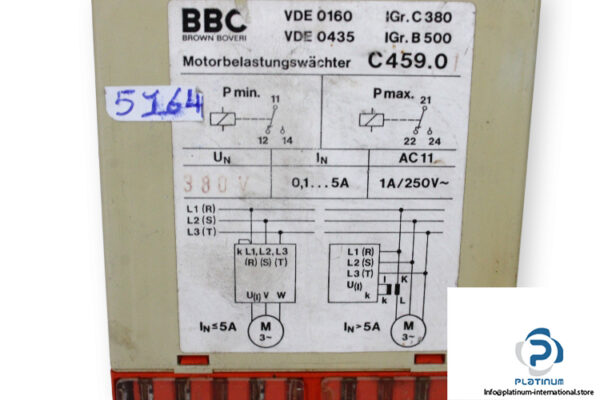 BBC
BROWN BOVERI
VDE 0160 IGr. C 380
VDE 0435 IGr. B 500
Motorbelastungswächter C459.0
5164
P min.
P max.
11
12 14
21
22 24
UN IN AC 11
380 V 0,1...5A 1A/250V~
L1 (R)
L2 (S)
L3 (T)
k L1, L2, L3
(R) (S) (T)
U(I) V W
IN≤5A
M
3~
L1 (R)
L2 (S)
L3 (T)
U(I)
k
l K
k L
IN>5A
M
3~
PLATINUM
INTERNATIONAL
Info@platinum-international.store